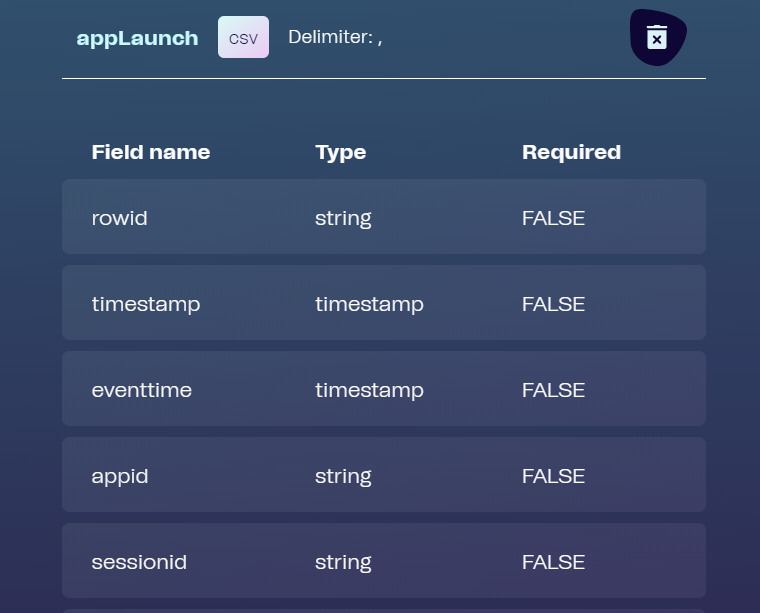 appLaunch CSV Delimiter: ,
Field name Type Required
rowid string FALSE
timestamp timestamp FALSE
eventtime timestamp FALSE
appid string FALSE
sessionid string FALSE